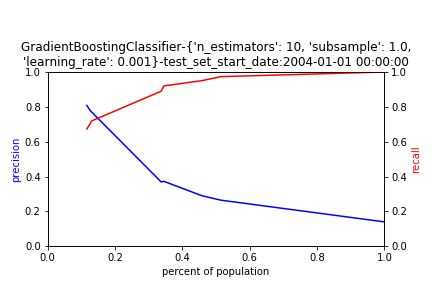 GradientBoostingClassifier-{'n_estimators': 10, 'subsample': 1.0,
'learning_rate': 0.001}-test_set_start_date:2004-01-01 00:00:00
1.0
0.8
0.6
0.4
0.2
0.0
precision
1.0
0.8
0.6
0.4
0.2
0.0
recall
0.0 0.2 0.4 0.6 0.8 1.0
percent of population